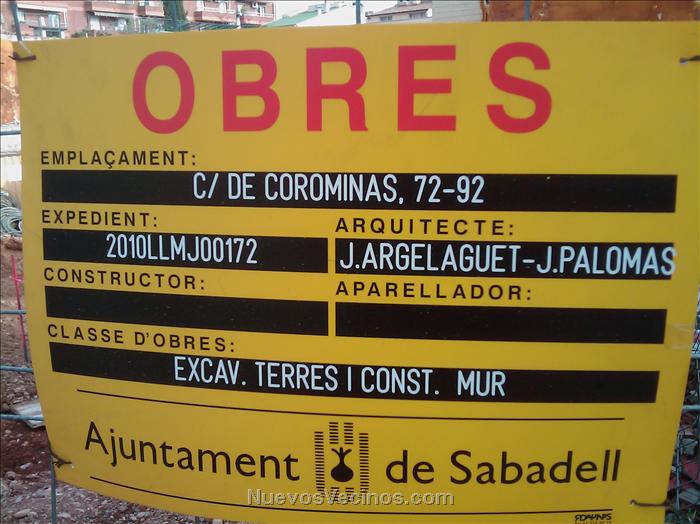 OBRES
EMPLAÇAMENT:
C/ DE COROMINAS, 72-92
EXPEDIENT:
2010LLMJ00172
ARQUITECTE:
J.ARGELAGUET-J.PALOMAS
CONSTRUCTOR:
APARELLADOR:
CLASSE D'OBRES:
EXCAV. TERRES I CONST. MUR
Ajuntament de Sabadell
NuevosVecinos.com